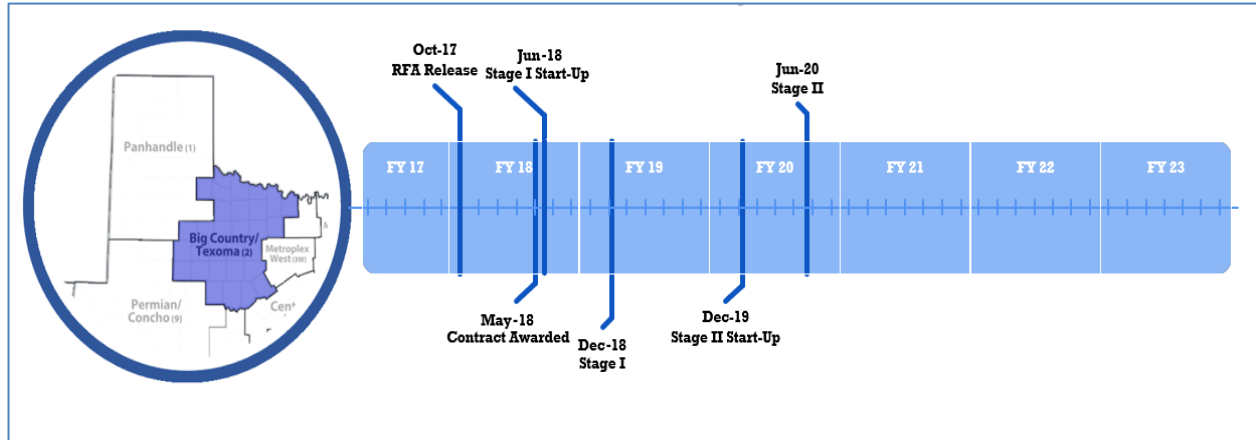 Oct-17
RFA Release
Jun-18
Stage I Start-Up
Jun-20
Stage II
Panhandle (1)
Big Country/
Texoma (2)
Metroplex
West (3W)
Permian/
Concho (9)
Cen
FY 17
FY 18
FY 19
FY 20
FY 21
FY 22
FY 23
May-18
Contract Awarded
Dec-18
Stage I
Dec-19
Stage II Start-Up